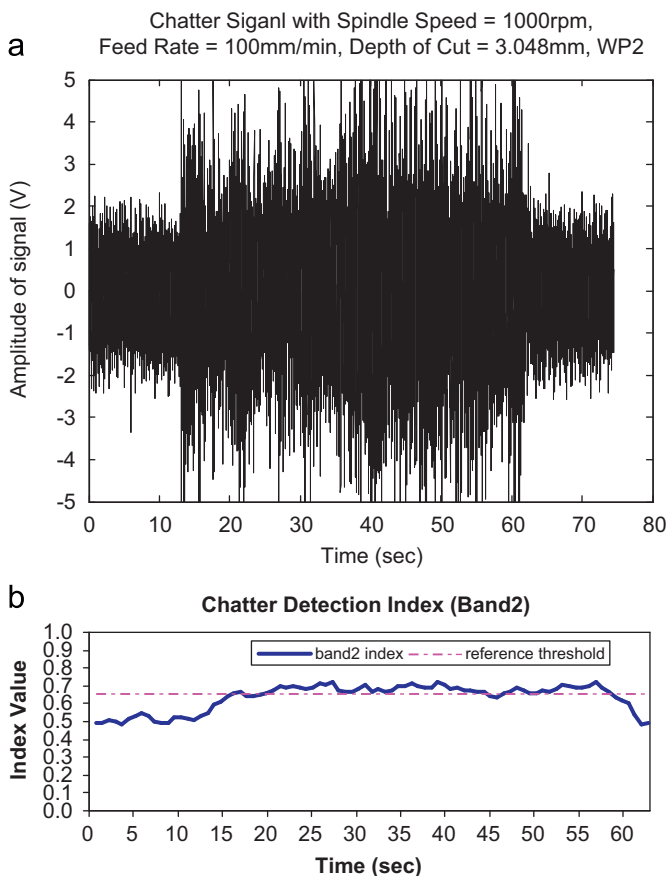 Chatter Siganl with Spindle Speed = 1000rpm,
Feed Rate = 100mm/min, Depth of Cut = 3.048mm, WP2
a
5
4
3
2
1
0
-1
-2
-3
-4
-5
Amplitude of signal (V)
0 10 20 30 40 50 60 70 80
Time (sec)
b
Chatter Detection Index (Band2)
band2 index reference threshold
1.0
0.9
0.8
0.7
0.6
0.5
0.4
0.3
0.2
0.1
0.0
Index Value
0 5 10 15 20 25 30 35 40 45 50 55 60
Time (sec)